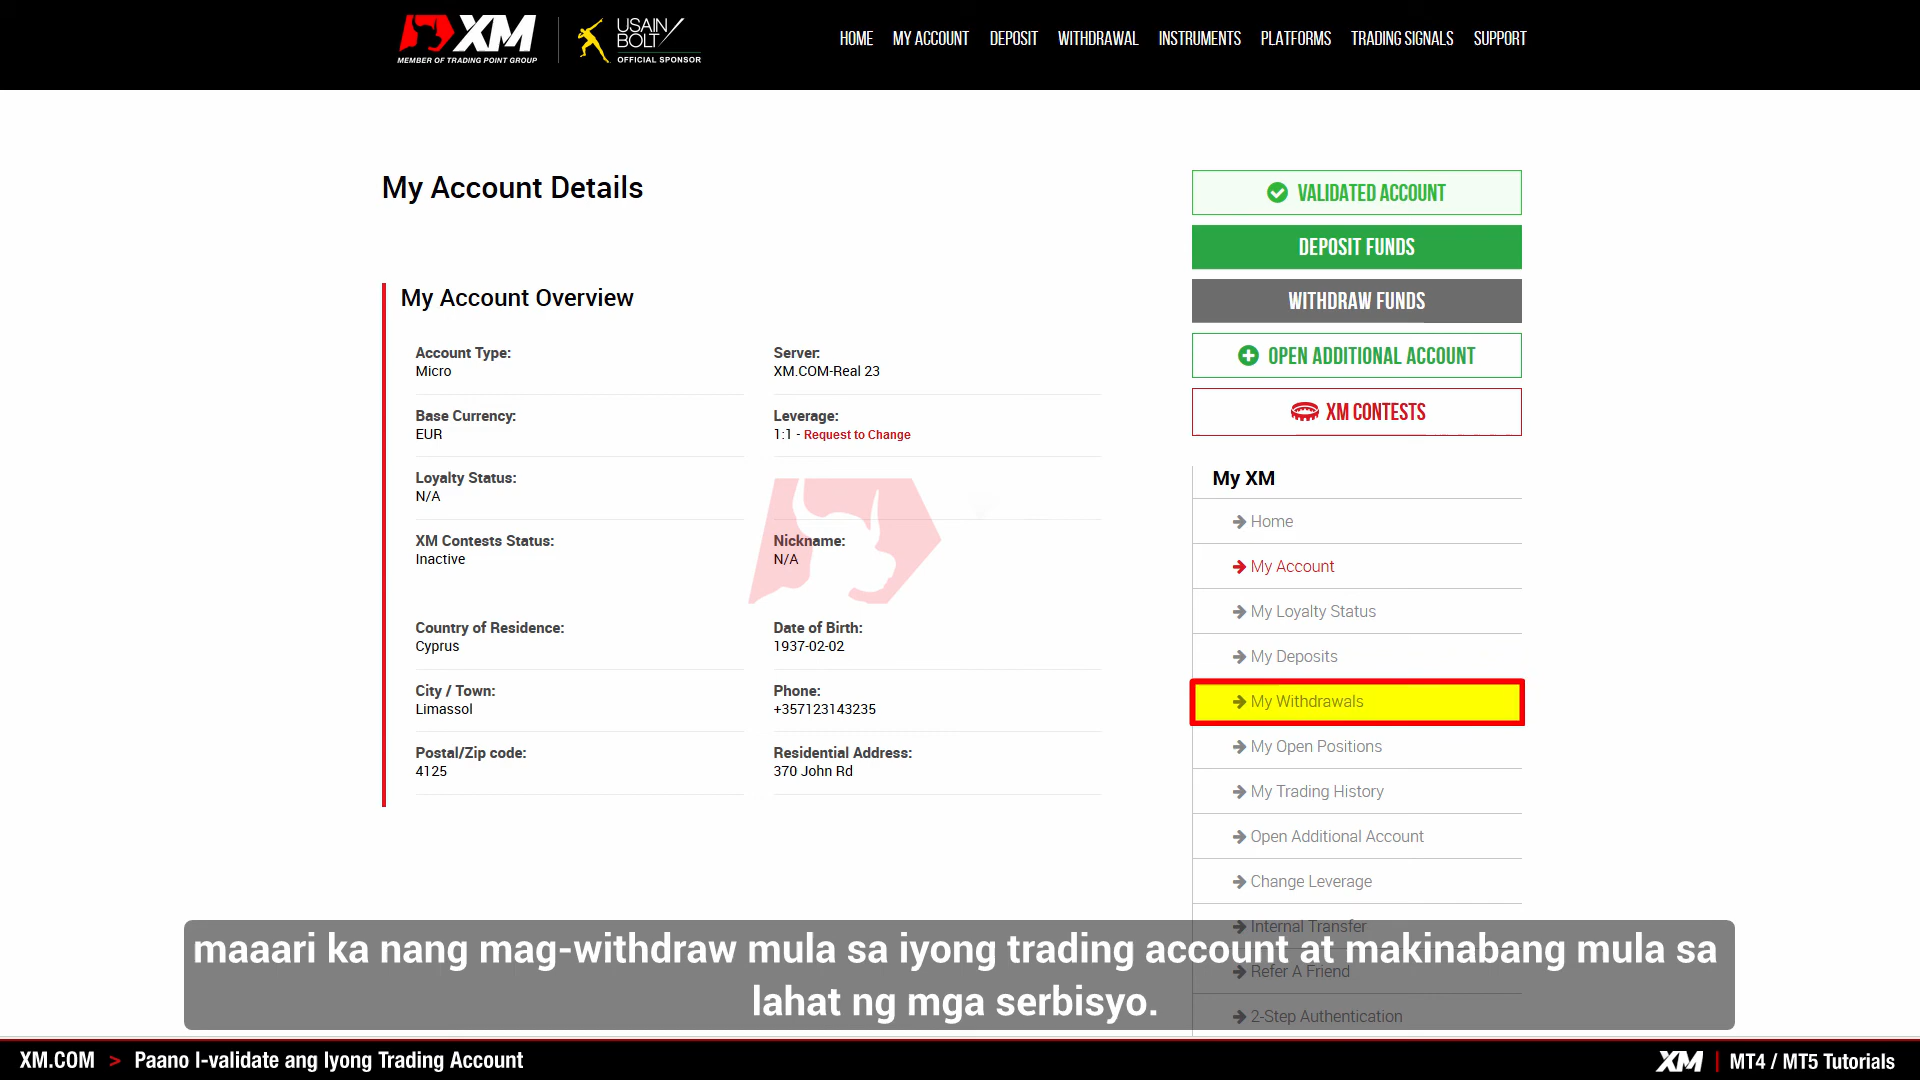 XM
MEMBER OF TRADING POINT GROUP
USAIN
BOLT
OFFICIAL SPONSOR
HOME MY ACCOUNT DEPOSIT WITHDRAWAL INSTRUMENTS PLATFORMS TRADING SIGNALS SUPPORT
My Account Details
My Account Overview
Account Type:
Micro
Server:
XM.COM-Real 23
Base Currency:
EUR
Leverage:
1:1 - Request to Change
Loyalty Status:
N/A
XM Contests Status:
Inactive
Nickname:
N/A
Country of Residence:
Cyprus
Date of Birth:
1937-02-02
City / Town:
Limassol
Phone:
+357123143235
Postal/Zip code:
4125
Residential Address:
370 John Rd
VALIDATED ACCOUNT
DEPOSIT FUNDS
WITHDRAW FUNDS
OPEN ADDITIONAL ACCOUNT
XM CONTESTS
My XM
Home
My Account
My Loyalty Status
My Deposits
My Withdrawals
My Open Positions
My Trading History
Open Additional Account
Change Leverage
Internal Transfer
Refer A Friend
2-Step Authentication
maaari ka nang mag-withdraw mula sa iyong trading account at makinabang mula sa
lahat ng mga serbisyo.
XM.COM > Paano I-validate ang Iyong Trading Account
XM | MT4 / MT5 Tutorials